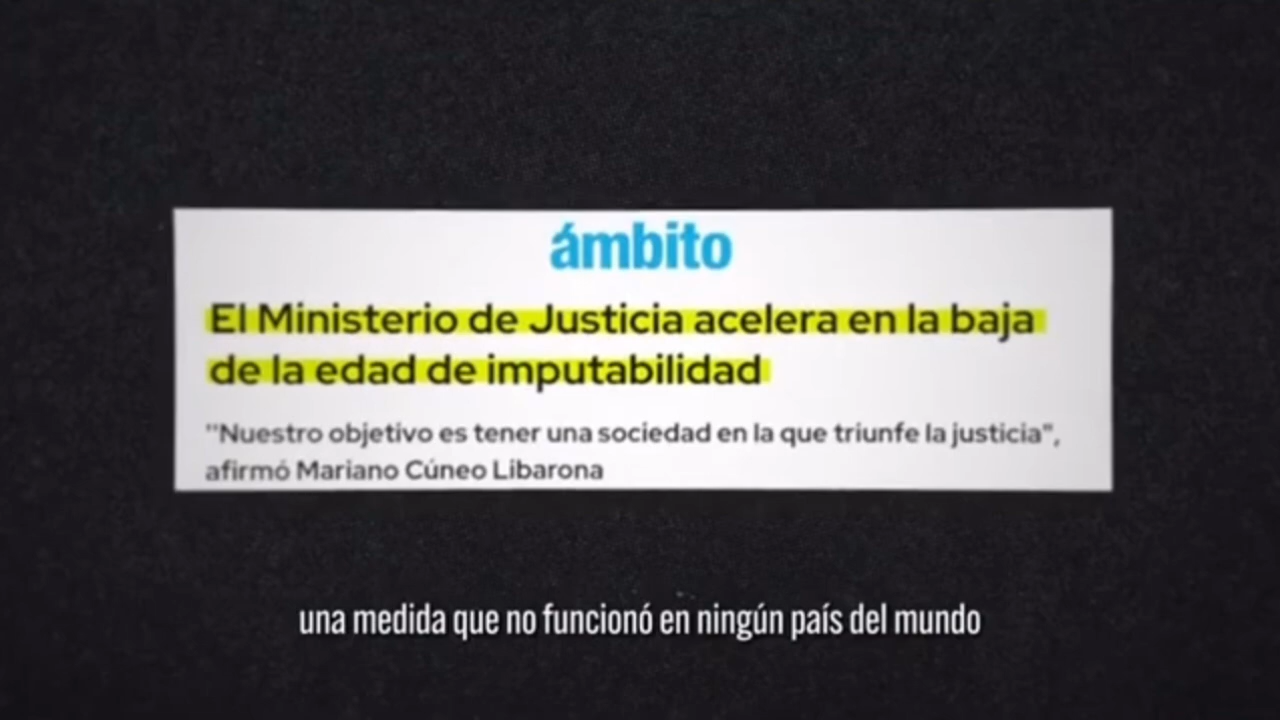 ámbito
El Ministerio de Justicia acelera en la baja
de la edad de imputabilidad
"Nuestro objetivo es tener una sociedad en la que triunfe la justicia",
afirmó Mariano Cúneo Libarona
una medida que no funcionó en ningún país del mundo